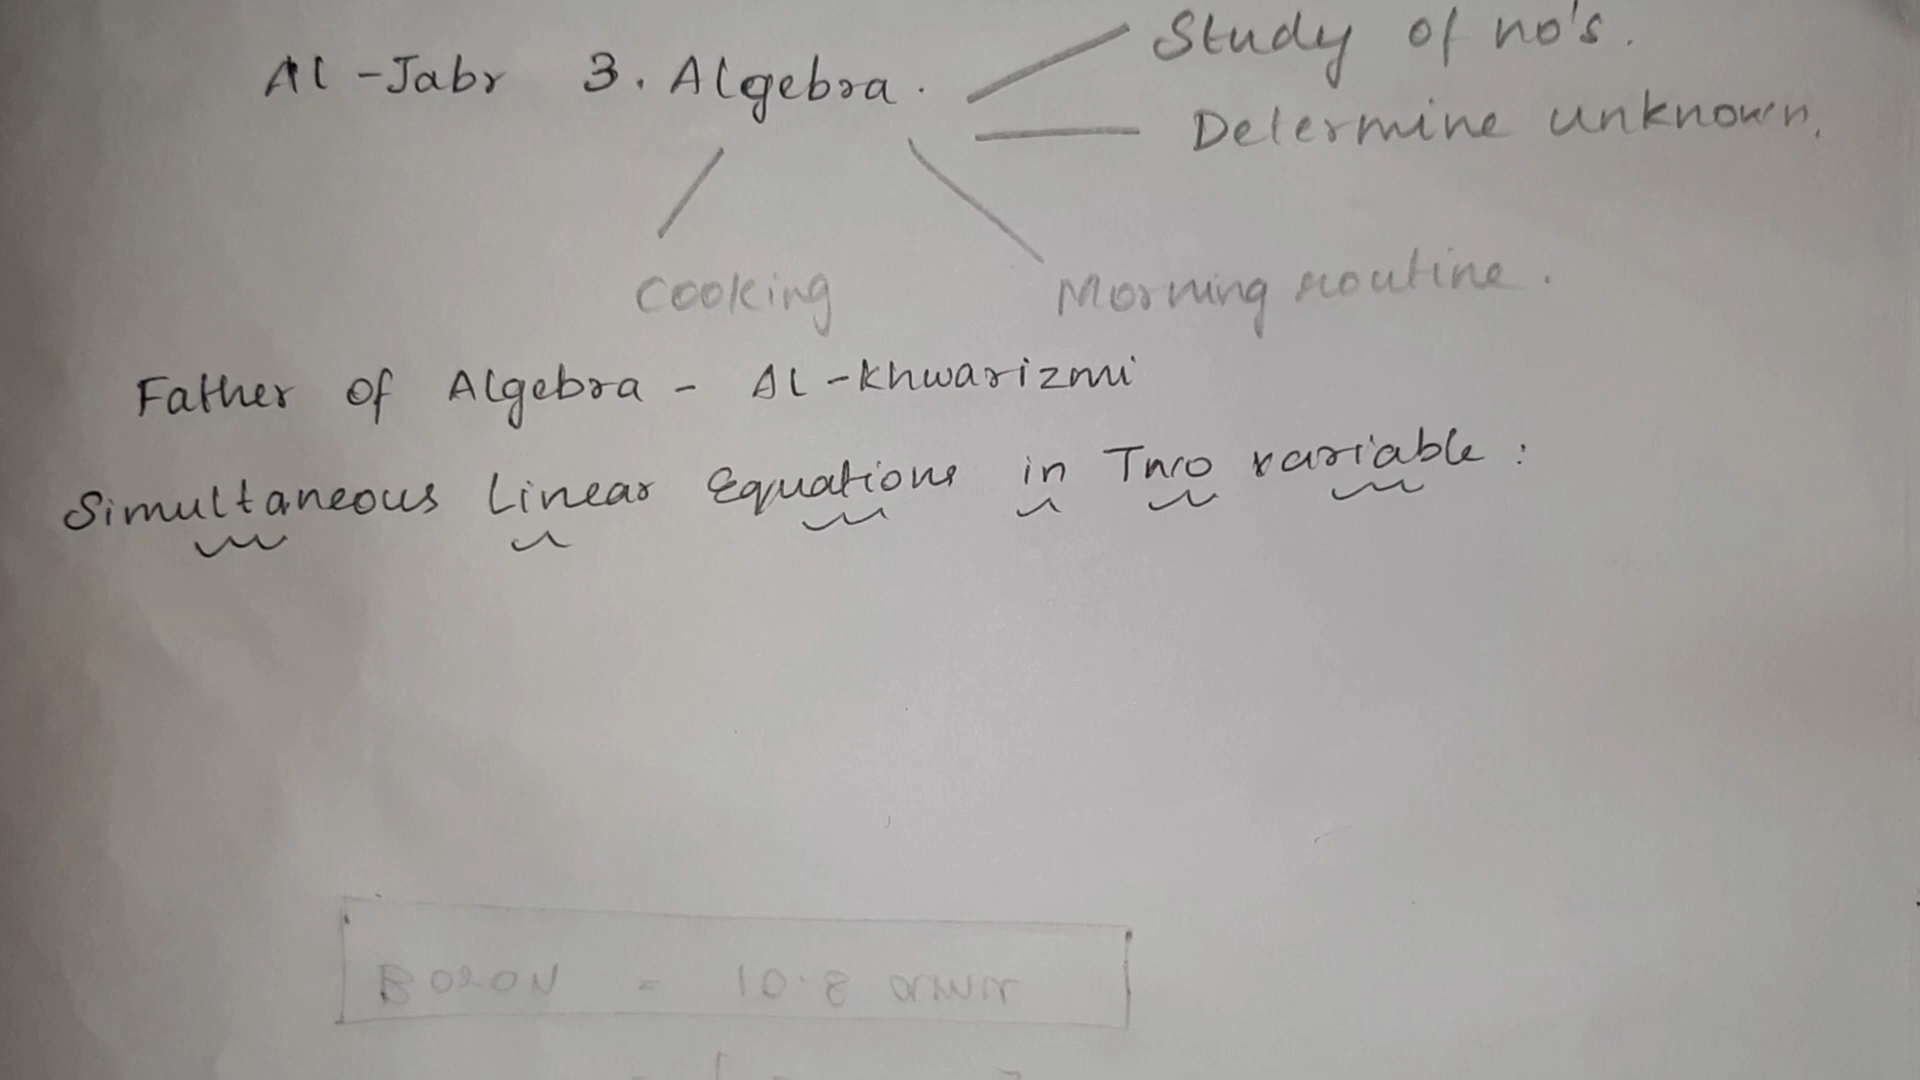 Study of no's.
Al-Jabr 3. Algebra.
Determine unknown.
Cooking
Morning routine.
Father of Algebra - Al-Khwarizmi
Simultaneous Linear Equations in Two variable :